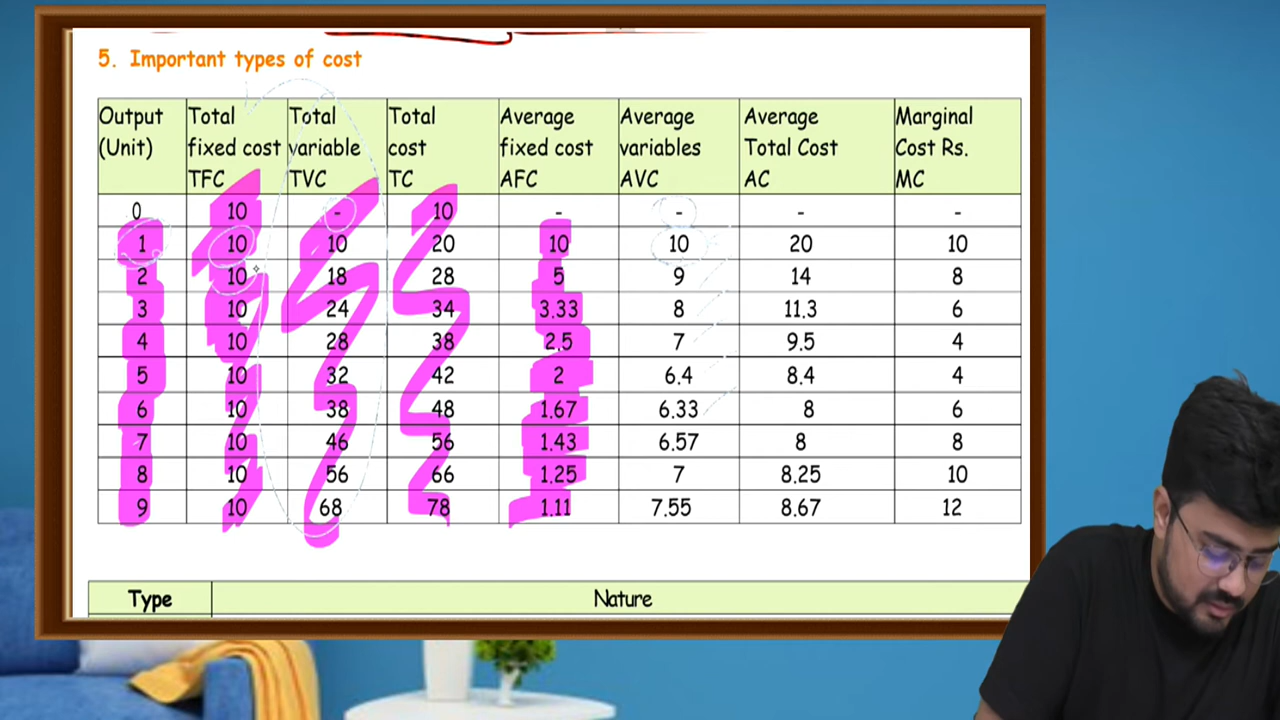 5. Important types of cost
Output (Unit) | Total fixed cost TFC | Total variable TVC | Total cost TC | Average fixed cost AFC | Average variables AVC | Average Total Cost AC | Marginal Cost Rs. MC
0 | 10 | - | 10 | - | - | - | -
1 | 10 | 10 | 20 | 10 | 10 | 20 | 10
2 | 10 | 18 | 28 | 5 | 9 | 14 | 8
3 | 10 | 24 | 34 | 3.33 | 8 | 11.3 | 6
4 | 10 | 28 | 38 | 2.5 | 7 | 9.5 | 4
5 | 10 | 32 | 42 | 2 | 6.4 | 8.4 | 4
6 | 10 | 38 | 48 | 1.67 | 6.33 | 8 | 6
7 | 10 | 46 | 56 | 1.43 | 6.57 | 8 | 8
8 | 10 | 56 | 66 | 1.25 | 7 | 8.25 | 10
9 | 10 | 68 | 78 | 1.11 | 7.55 | 8.67 | 12
Type | Nature